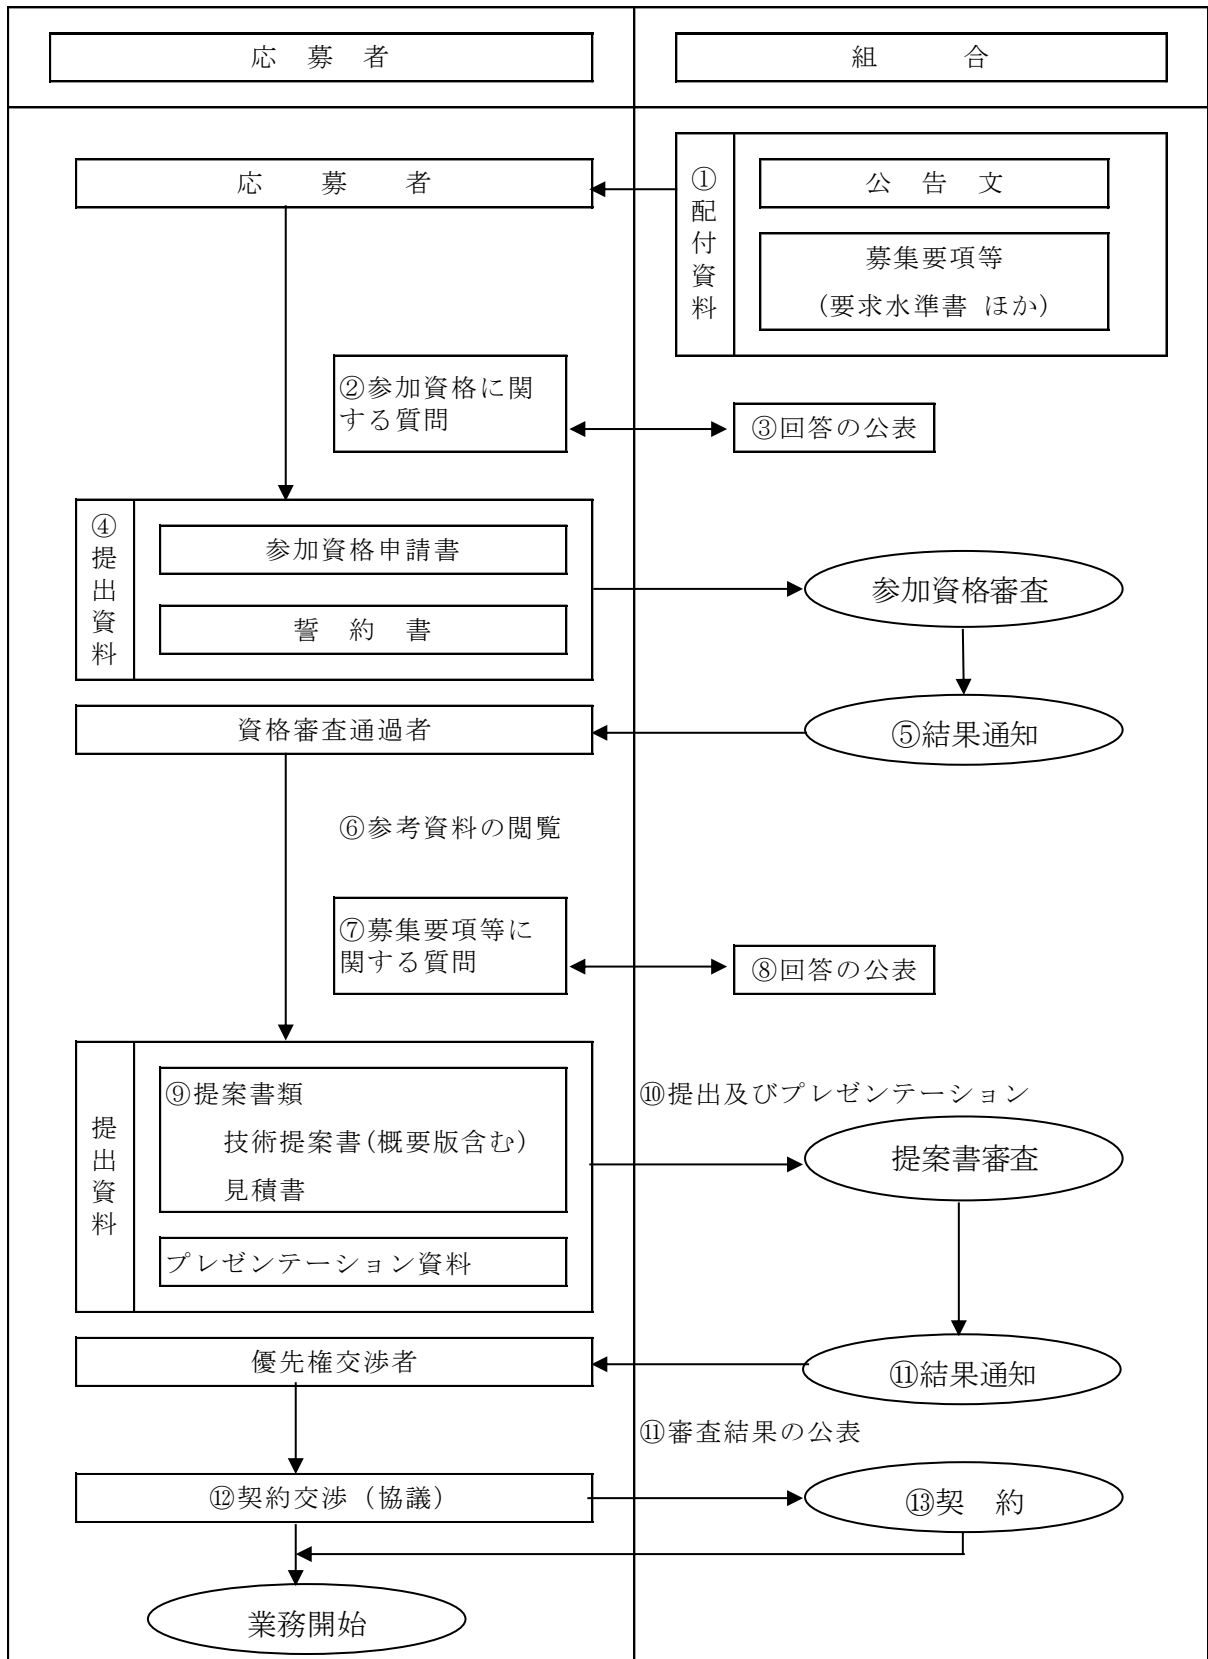 応　募　者
組　　　合
応　　募　　者
①配付資料
公　告　文
募集要項等
(要求水準書 ほか)
②参加資格に関
する質問
③回答の公表
④提出資料
参加資格申請書
誓　約　書
参加資格審査
資格審査通過者
⑤結果通知
⑥参考資料の閲覧
⑦募集要項等に
関する質問
⑧回答の公表
提出資料
⑨提案書類
技術提案書(概要版含む)
見積書
プレゼンテーション資料
⑩提出及びプレゼンテーション
提案書審査
優先権交渉者
⑪結果通知
⑪審査結果の公表
⑫契約交渉（協議）
⑬契　約
業務開始